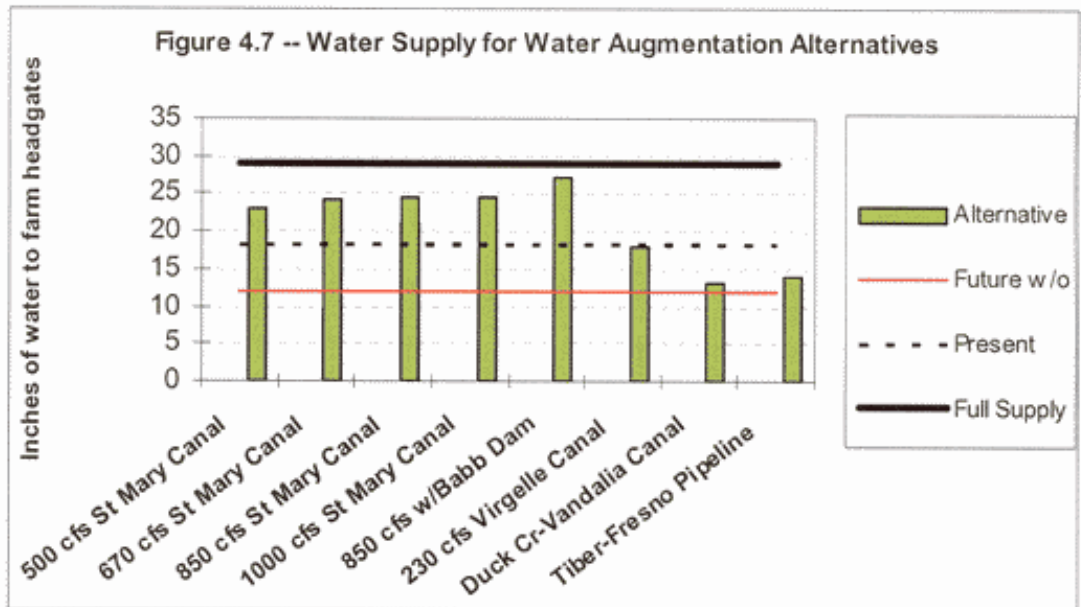 Figure 4.7 -- Water Supply for Water Augmentation Alternatives
Inches of water to farm headgates
35
30
25
20
15
10
5
0
500 cfs St Mary Canal
670 cfs St Mary Canal
850 cfs St Mary Canal
1000 cfs St Mary Canal
850 cfs w/Babb Dam
230 cfs Virgelle Canal
Duck Cr-Vandalia Canal
Tiber-Fresno Pipeline
Alternative
Future w/o
Present
Full Supply